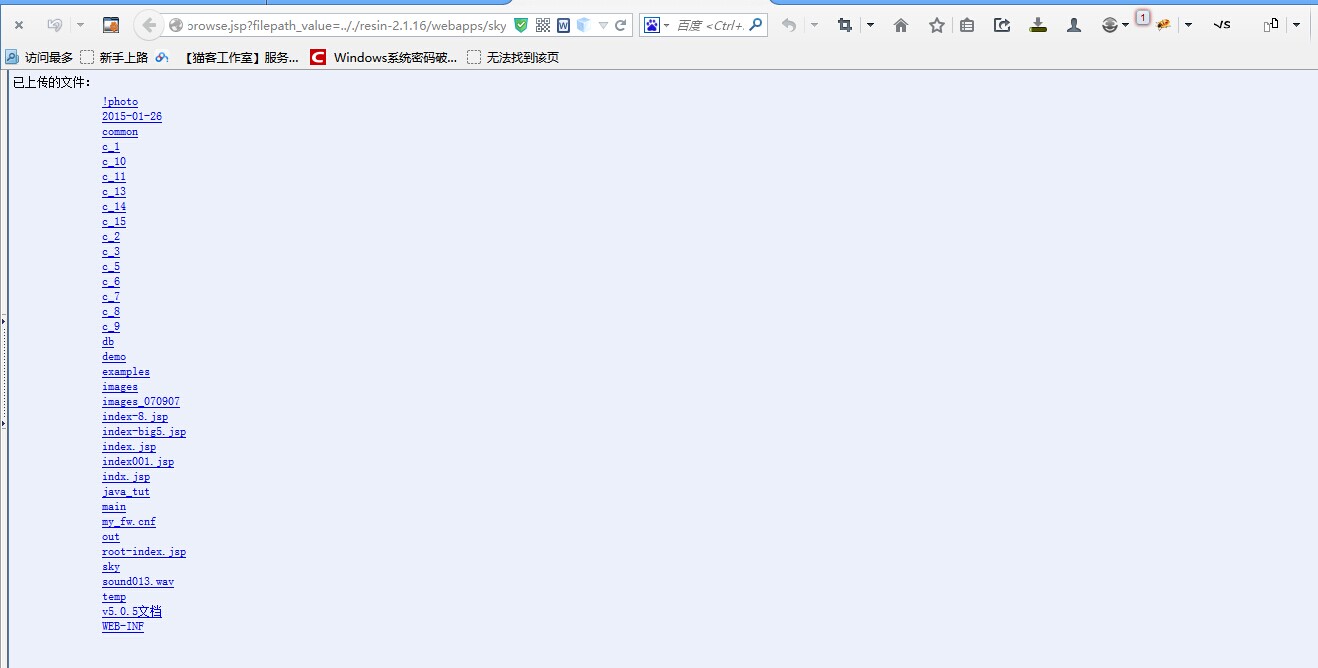 browse.jsp?filepath_value=.././resin-2.1.16/webapps/sky 百度 <Ctrl+. 1
访问最多 新手上路 【猫客工作室】服务... Windows系统密码破... 无法找到该页
已上传的文件:
!photo
2015-01-26
common
c_1
c_10
c_11
c_13
c_14
c_15
c_2
c_3
c_5
c_6
c_7
c_8
c_9
db
demo
examples
images
images_070907
index-8.jsp
index-big5.jsp
index.jsp
index001.jsp
indx.jsp
java_tut
main
my_fw.cnf
out
root-index.jsp
sky
sound013.wav
temp
v5.0.5文档
WEB-INF